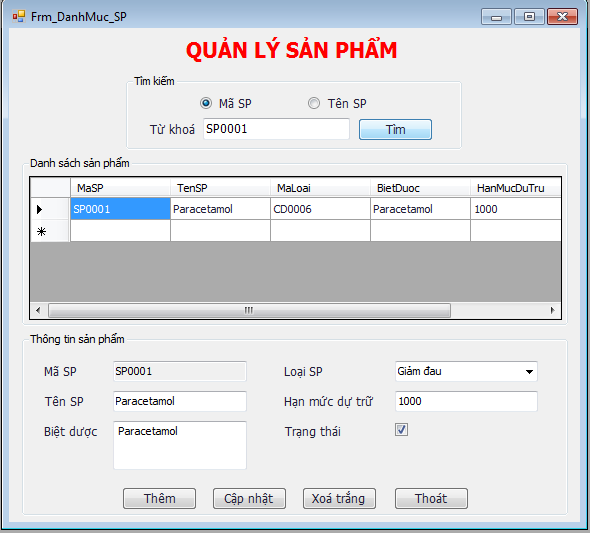 Frm_DanhMuc_SP
QUẢN LÝ SẢN PHẨM
Tìm kiếm
Mã SP Tên SP
Từ khoá SP0001 Tìm
Danh sách sản phẩm
MaSP TenSP MaLoai BietDuoc HanMucDuTru
SP0001 Paracetamol CD0006 Paracetamol 1000
Thông tin sản phẩm
Mã SP SP0001 Loại SP Giảm đau
Tên SP Paracetamol Hạn mức dự trữ 1000
Biệt dược Paracetamol Trạng thái
Thêm Cập nhật Xoá trắng Thoát